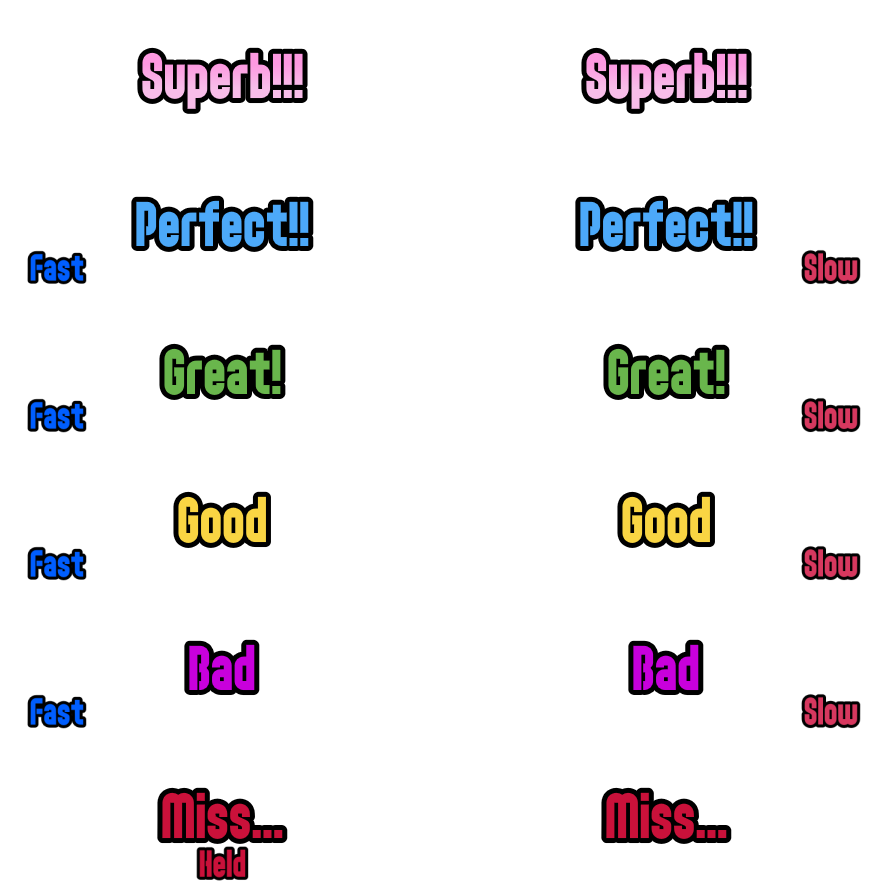 Superb!!! Superb!!!
Perfect!! Perfect!!
Fast Slow
Great! Great!
Fast Slow
Good Good
Fast Slow
Bad Bad
Fast Slow
Miss... Miss...
Held